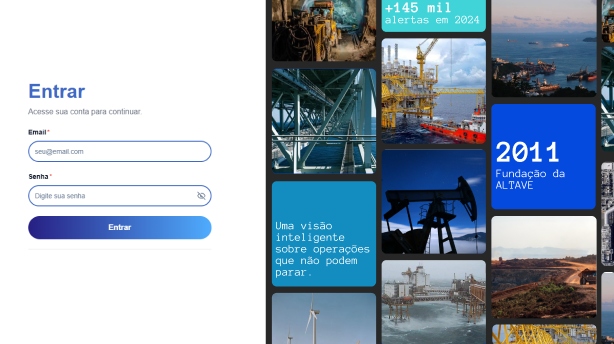 Entrar
Acesse sua conta para continuar.
Email*
seu@email.com
Senha*
Digite sua senha
Entrar
+145 mil
alertas em 2024
2011
Fundação da
ALTAVE
Uma visão
inteligente
sobre operações
que não podem
parar.